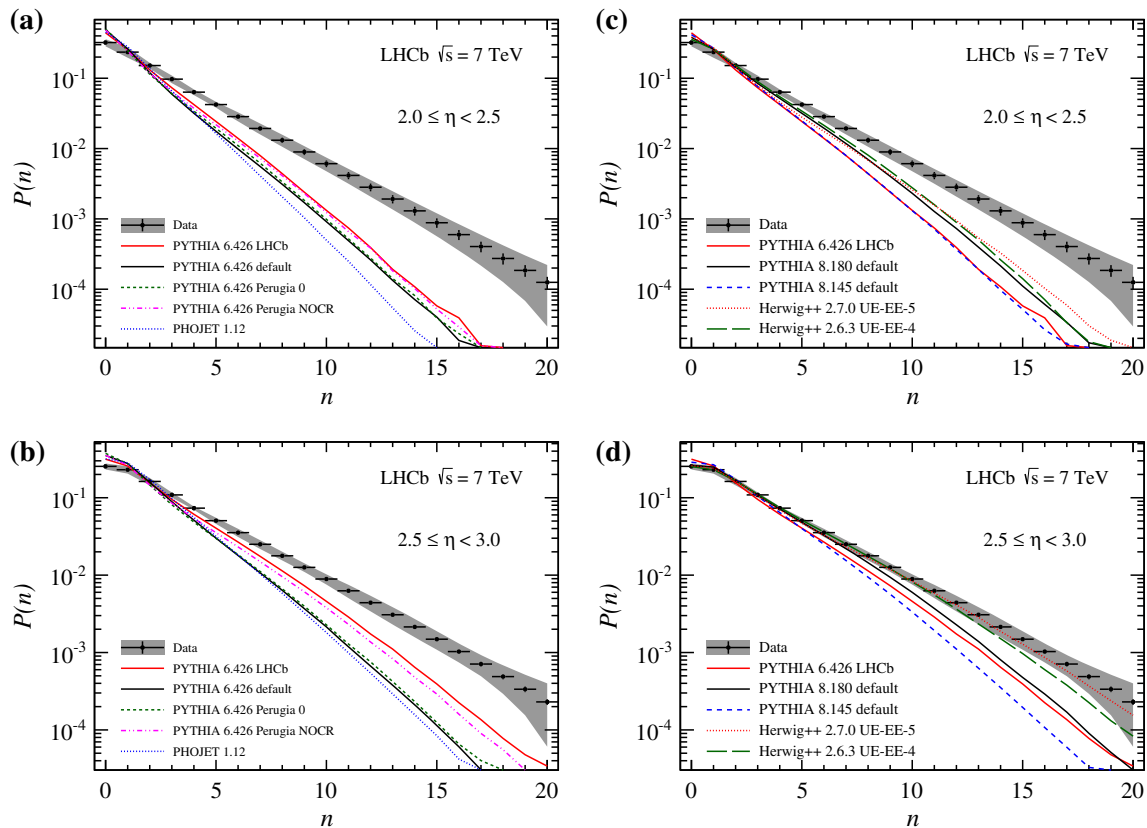 (a)
LHCb √s = 7 TeV
2.0 ≤ η < 2.5
P(n)
10⁻¹
10⁻²
10⁻³
10⁻⁴
Data
PYTHIA 6.426 LHCb
PYTHIA 6.426 default
PYTHIA 6.426 Perugia 0
PYTHIA 6.426 Perugia NOCR
PHOJET 1.12
0 5 10 15 20
n
(c)
LHCb √s = 7 TeV
2.0 ≤ η < 2.5
P(n)
10⁻¹
10⁻²
10⁻³
10⁻⁴
Data
PYTHIA 6.426 LHCb
PYTHIA 8.180 default
PYTHIA 8.145 default
Herwig++ 2.7.0 UE-EE-5
Herwig++ 2.6.3 UE-EE-4
0 5 10 15 20
n
(b)
LHCb √s = 7 TeV
2.5 ≤ η < 3.0
P(n)
10⁻¹
10⁻²
10⁻³
10⁻⁴
Data
PYTHIA 6.426 LHCb
PYTHIA 6.426 default
PYTHIA 6.426 Perugia 0
PYTHIA 6.426 Perugia NOCR
PHOJET 1.12
0 5 10 15 20
n
(d)
LHCb √s = 7 TeV
2.5 ≤ η < 3.0
P(n)
10⁻¹
10⁻²
10⁻³
10⁻⁴
Data
PYTHIA 6.426 LHCb
PYTHIA 8.180 default
PYTHIA 8.145 default
Herwig++ 2.7.0 UE-EE-5
Herwig++ 2.6.3 UE-EE-4
0 5 10 15 20
n